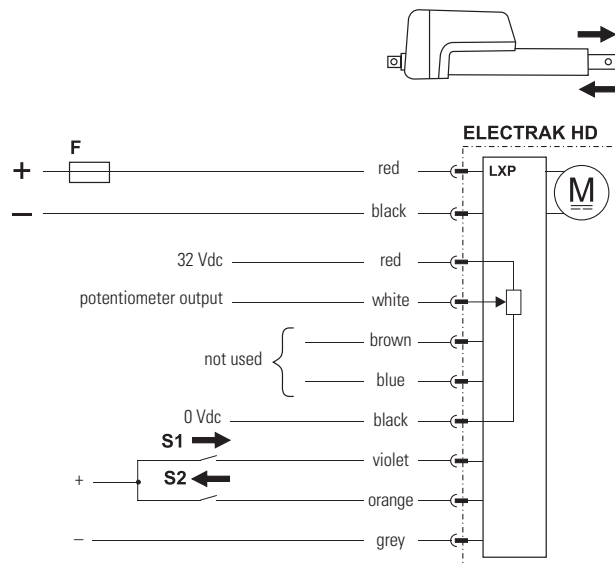 ELECTRAK HD
F
LXP
+ red
M
− black
32 Vdc red
potentiometer output white
brown
not used
blue
0 Vdc black
S1
violet
S2
+
orange
− grey